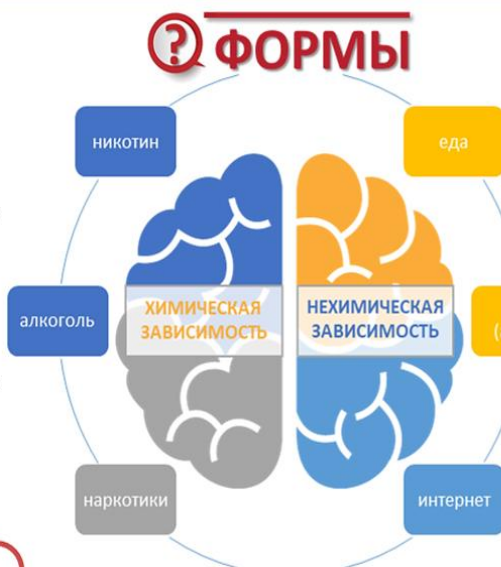 ? ФОРМЫ
никотин
еда
алкоголь
ХИМИЧЕСКАЯ
ЗАВИСИМОСТЬ
НЕХИМИЧЕСКАЯ
ЗАВИСИМОСТЬ
(
наркотики
интернет